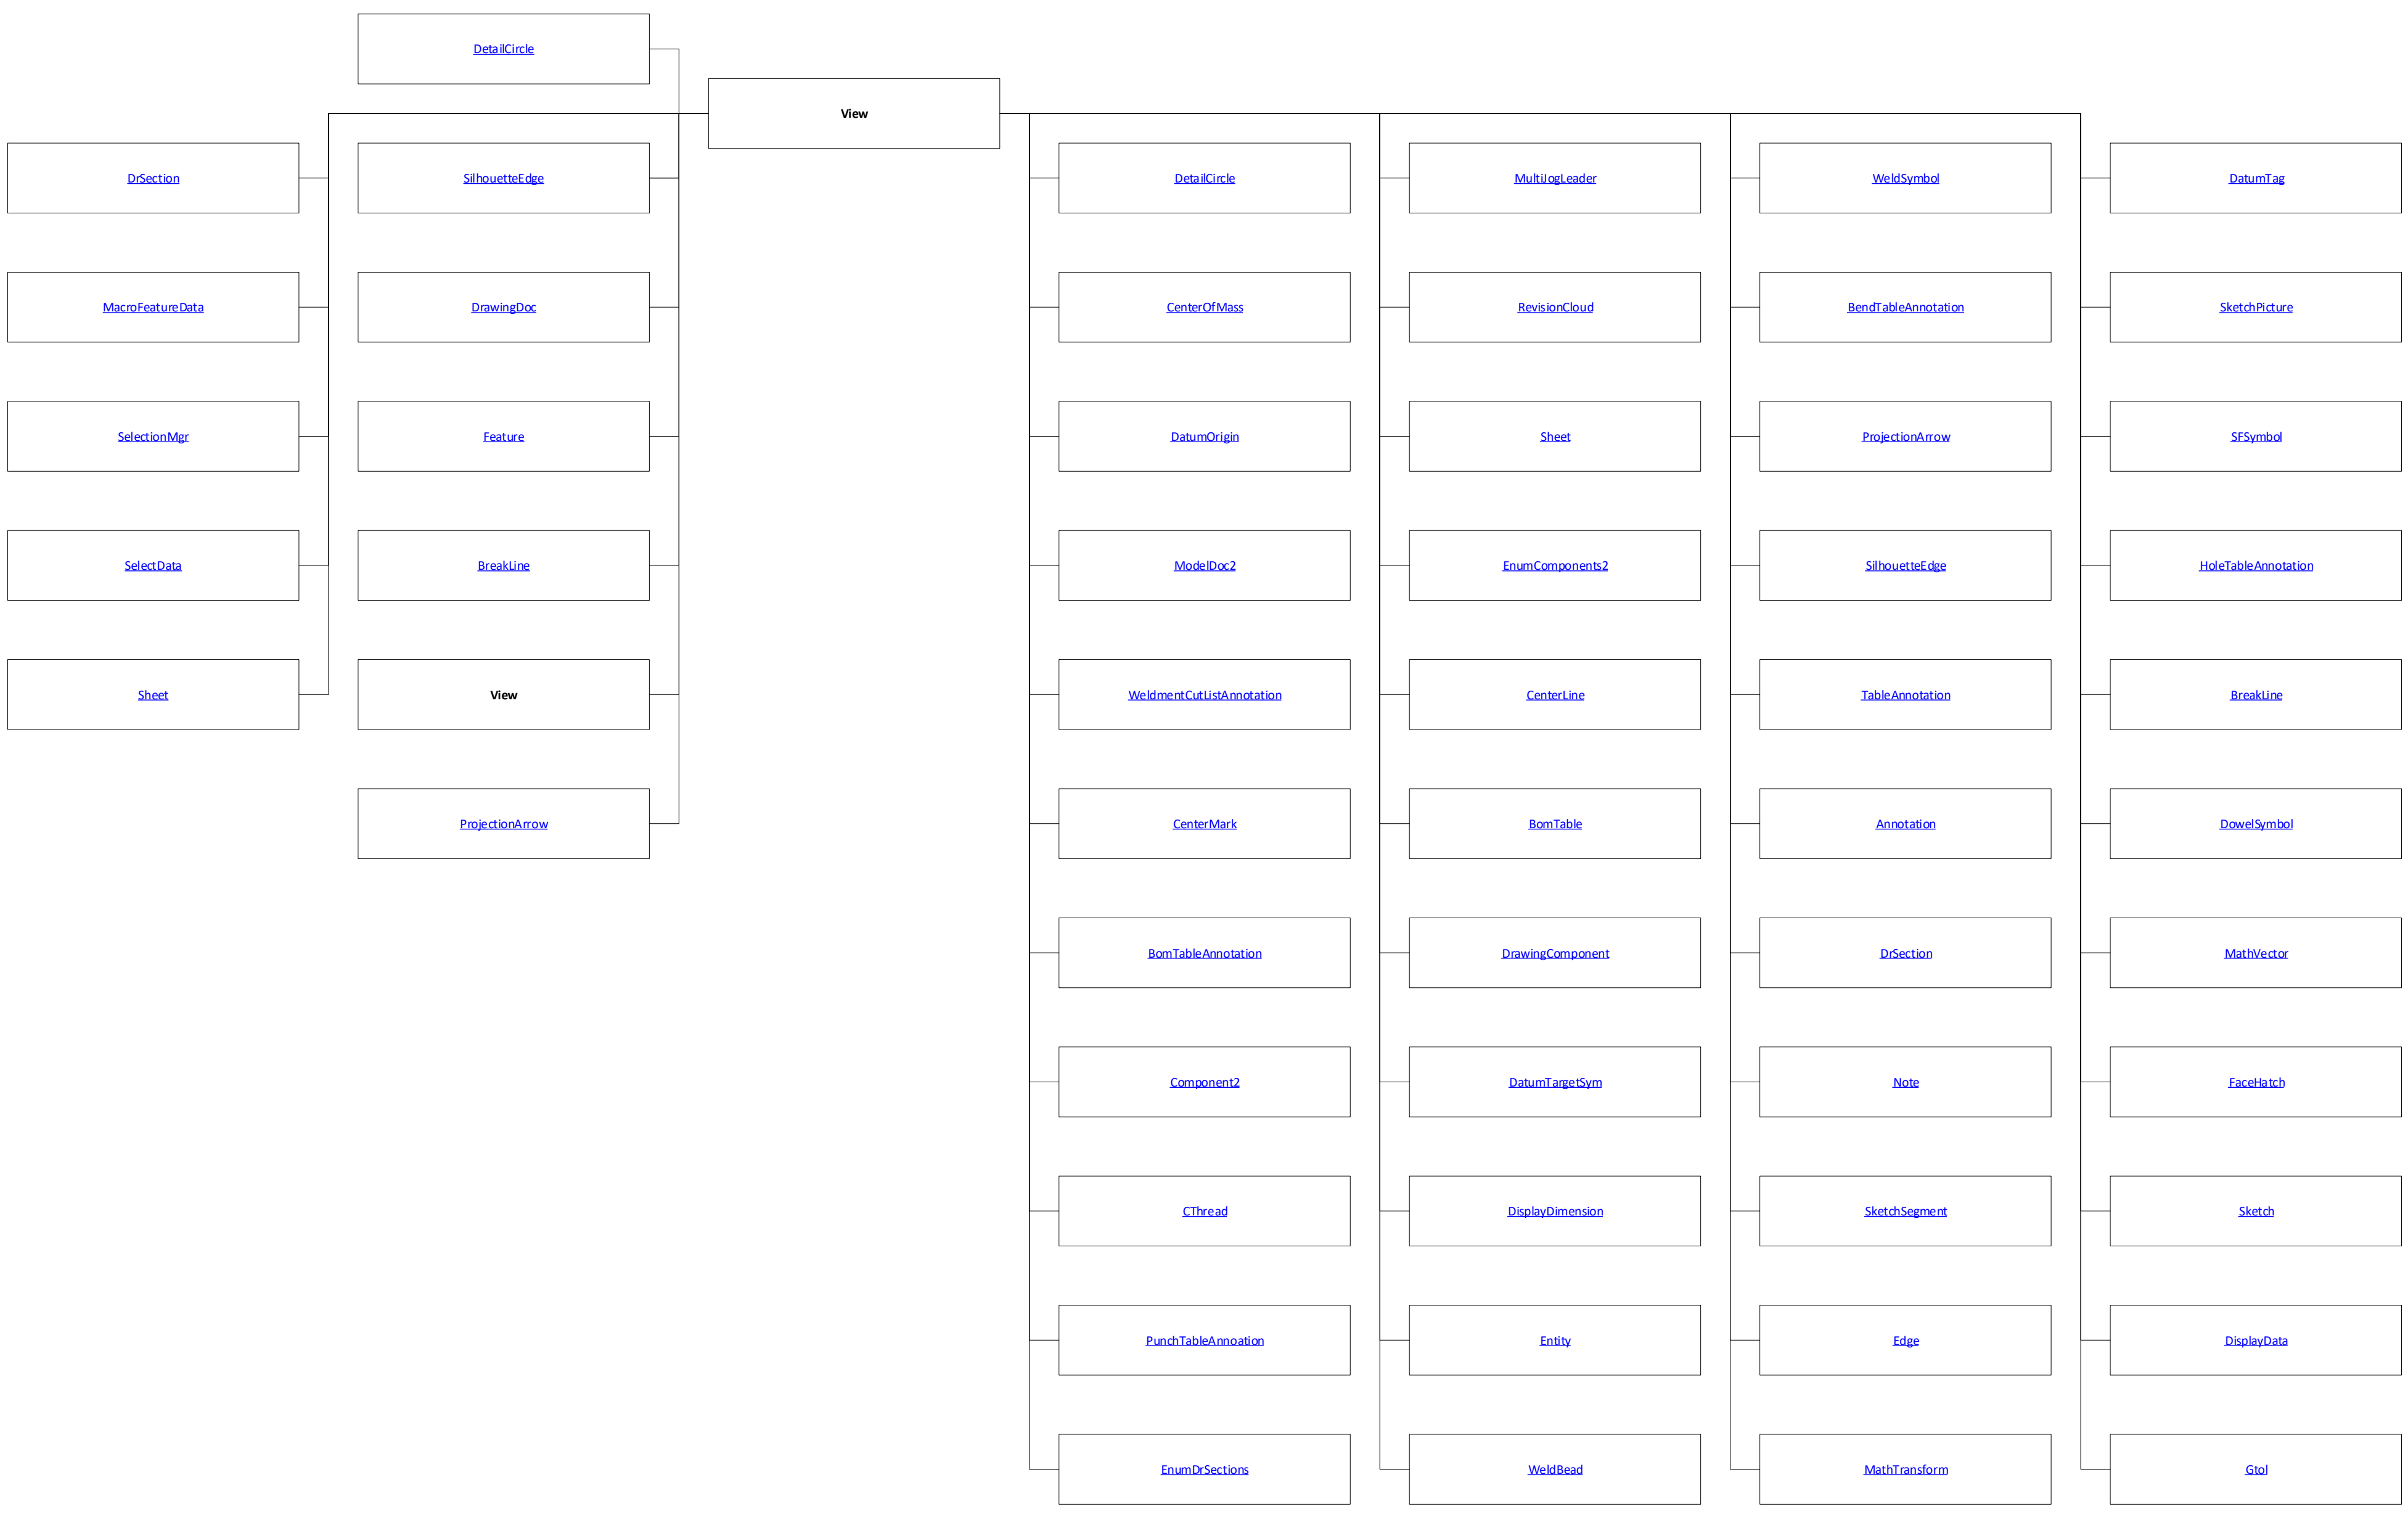 DetailCircle
View
DrSection
SilhouetteEdge
DetailCircle
MultiJogLeader
WeldSymbol
DatumTag
MacroFeatureData
DrawingDoc
CenterOfMass
RevisionCloud
BendTableAnnotation
SketchPicture
SelectionMgr
Feature
DatumOrigin
Sheet
ProjectionArrow
SFSymbol
SelectData
BreakLine
ModelDoc2
EnumComponents2
SilhouetteEdge
HoleTableAnnotation
Sheet
View
WeldmentCutListAnnotation
CenterLine
TableAnnotation
BreakLine
ProjectionArrow
CenterMark
BomTable
Annotation
DowelSymbol
BomTableAnnotation
DrawingComponent
DrSection
MathVector
Component2
DatumTargetSym
Note
FaceHatch
CThread
DisplayDimension
SketchSegment
Sketch
PunchTableAnnoation
Entity
Edge
DisplayData
EnumDrSections
WeldBead
MathTransform
Gtol